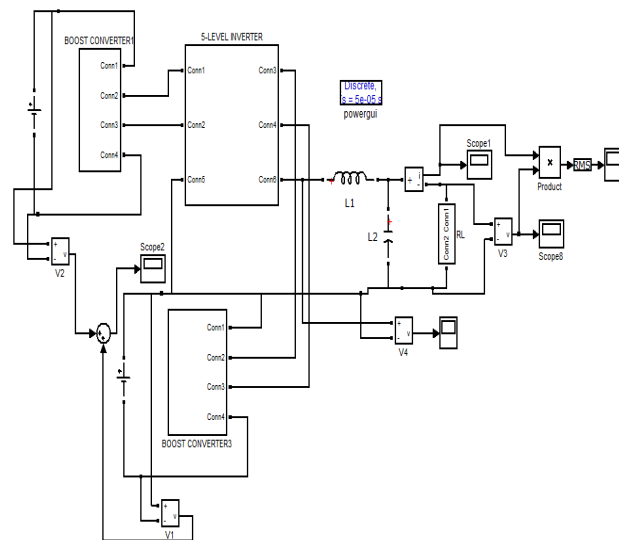 BOOST CONVERTER1
Conn1
Conn2
Conn3
Conn4
5-LEVEL INVERTER
Conn1
Conn2
Conn5
Conn3
Conn4
Conn6
Discrete,
s = 5e-05 s
powergui
Scope1
Product
RMS
L1
L2
i
Conn2 Conn1
RL
v
V3
Scope8
v
V2
Scope2
v
V4
Conn1
Conn2
Conn3
Conn4
BOOST CONVERTER3
v
V1